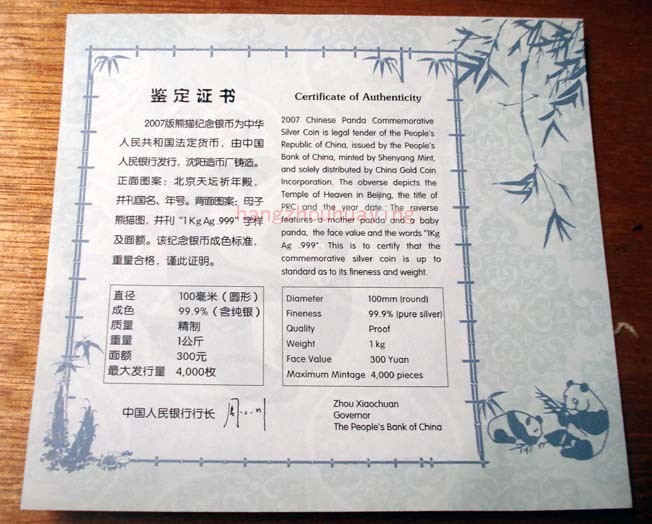 鉴定证书
2007版熊猫纪念银币为中华
人民共和国法定货币，由中国
人民银行发行，沈阳造币厂铸造。
正面图案：北京天坛祈年殿，
并刊国名、年号。背面图案：母子
熊猫图，并刊“1 Kg Ag .999”字样
及面额。该纪念银币成色标准，
重量合格，谨此证明。
直径 100毫米（圆形）
成色 99.9%（含纯银）
质量 精制
重量 1公斤
面额 300元
最大发行量 4,000枚
中国人民银行行长
Certificate of Authenticity
2007 Chinese Panda Commemorative
Silver Coin is legal tender of the People's
Republic of China, issued by the People's
Bank of China, minted by Shenyang Mint,
and solely distributed by China Gold Coin
Incorporation. The obverse depicts the
Temple of Heaven in Beijing, the title of
PRC and the year date. The reverse
features a mother panda and a baby
panda, the face value and the words "1Kg
Ag .999". This is to certify that the
commemorative silver coin is up to
standard as to its fineness and weight.
Diameter 100mm (round)
Fineness 99.9% (pure silver)
Quality Proof
Weight 1 kg
Face Value 300 Yuan
Maximum Mintage 4,000 pieces
Zhou Xiaochuan
Governor
The People's Bank of China
hangzhouhuaying